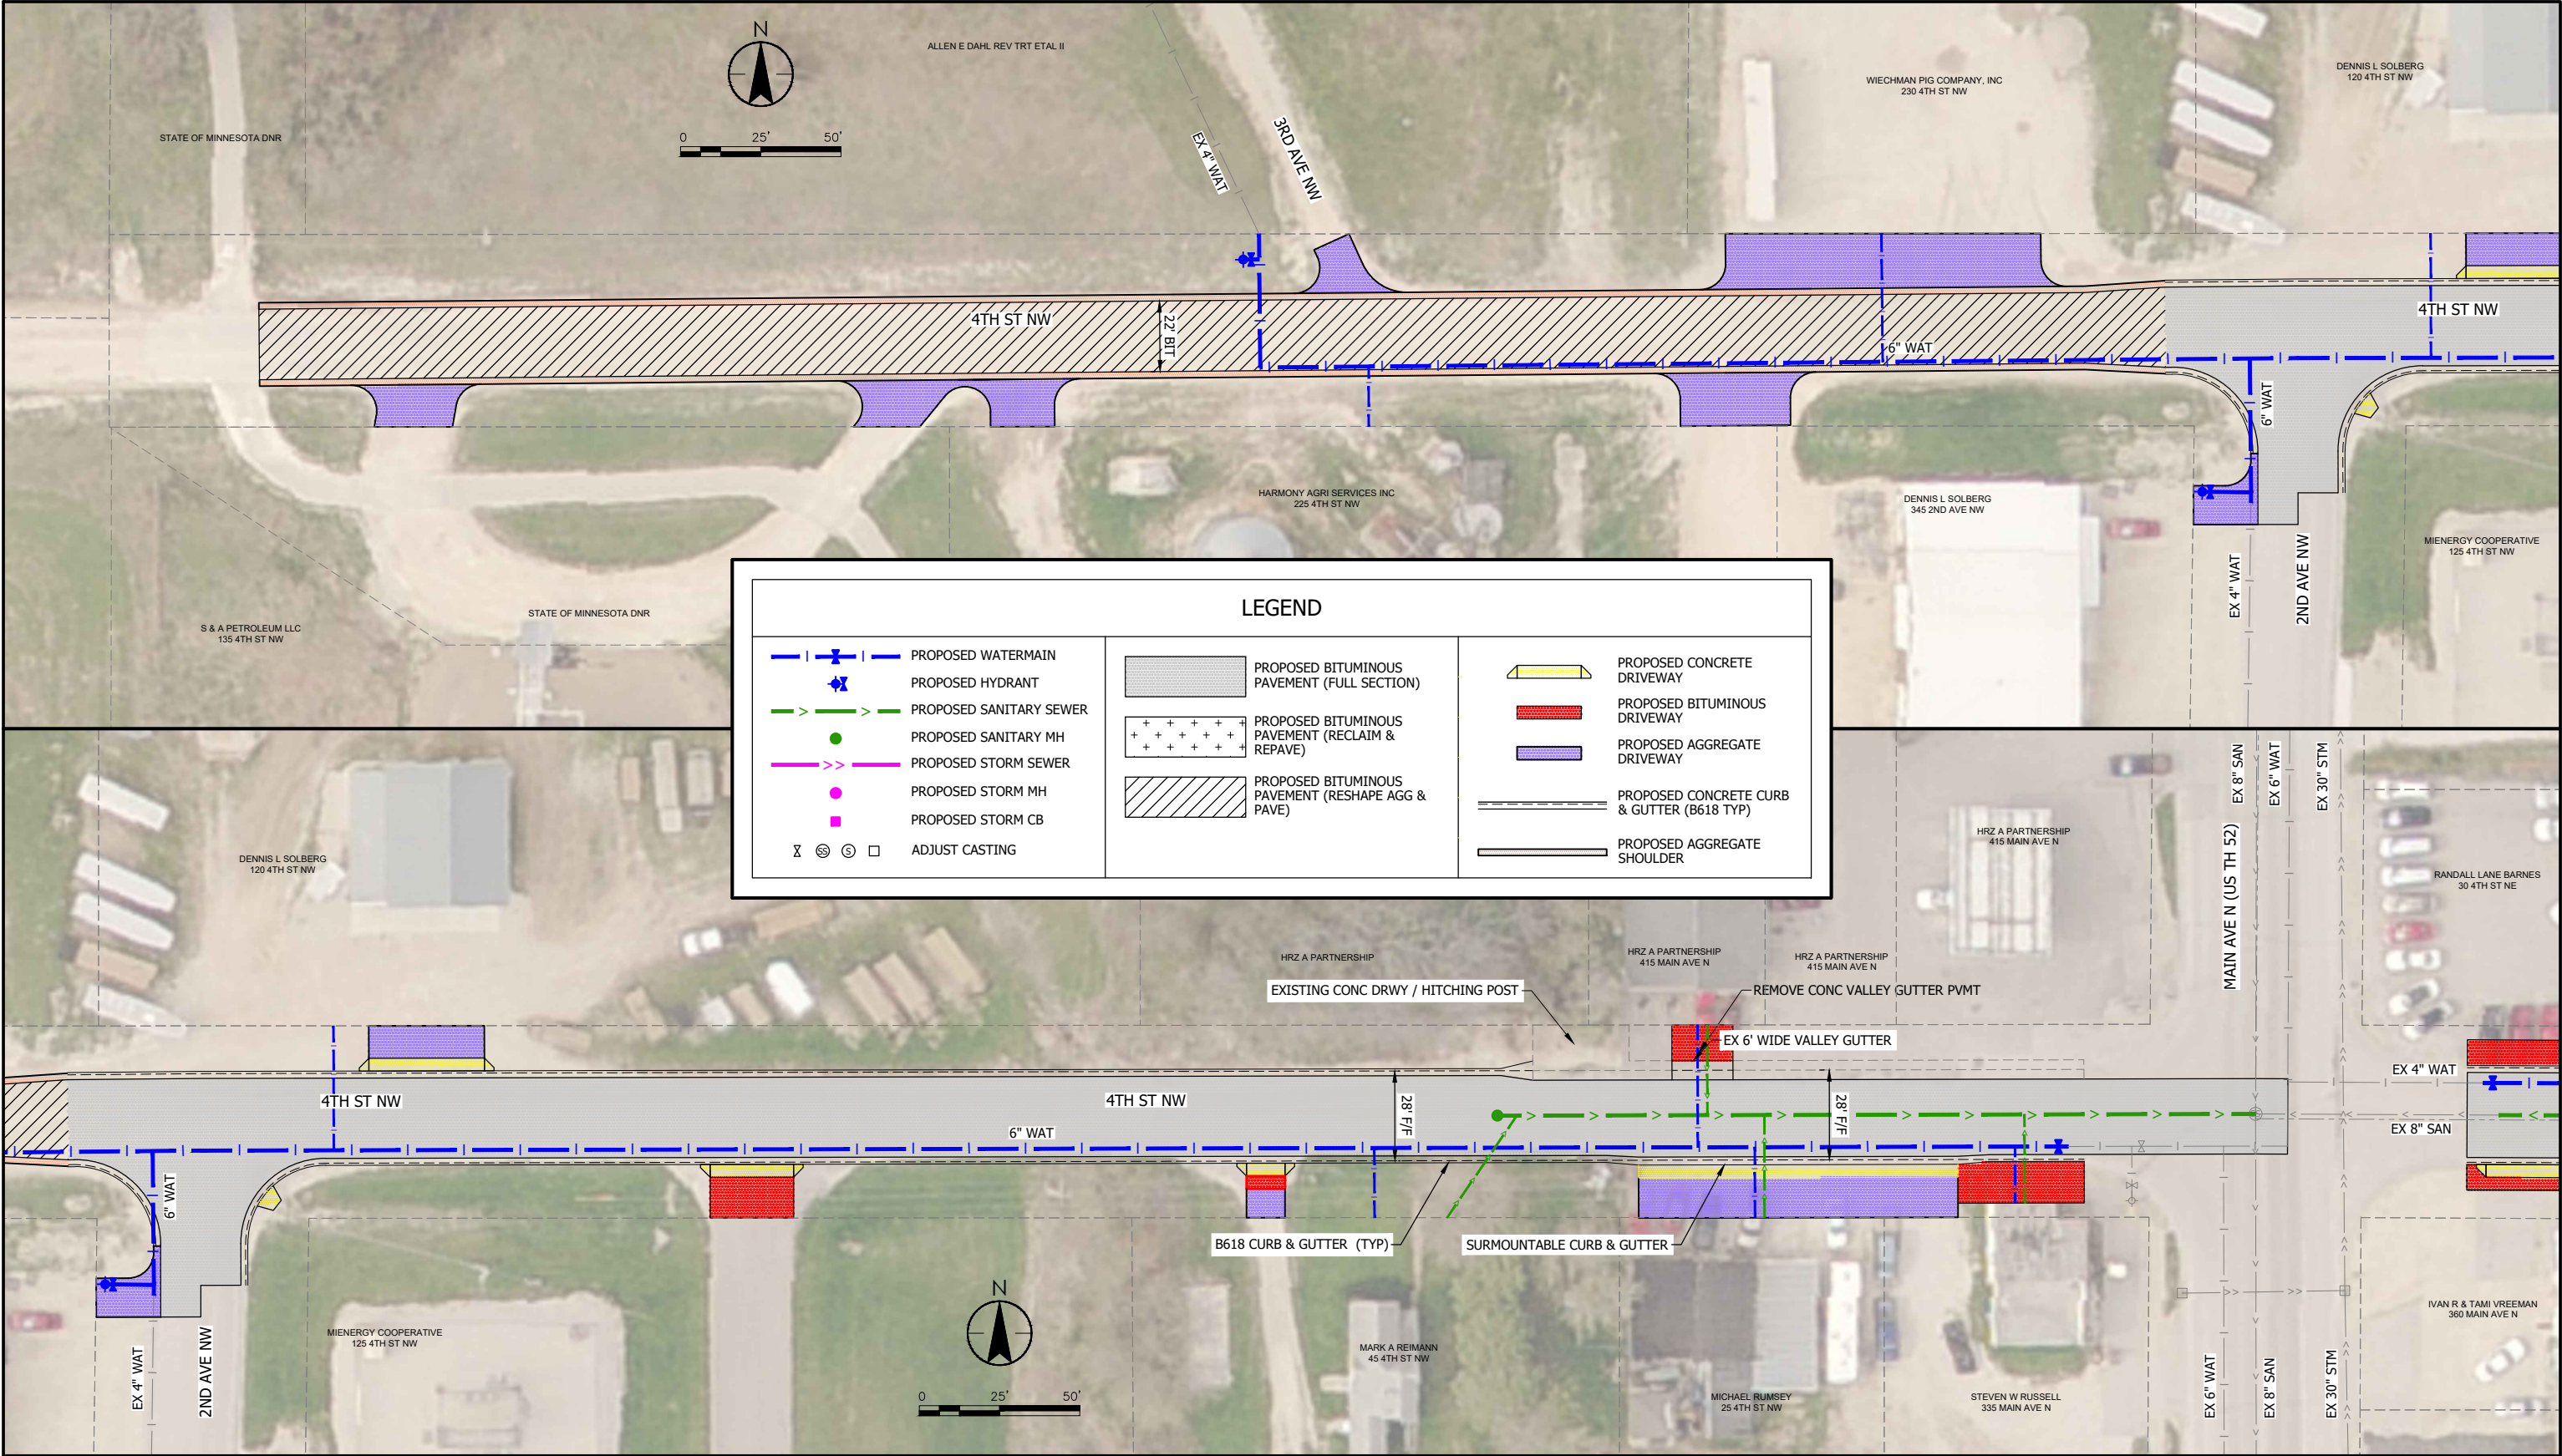 N
0 25' 50'
ALLEN E DAHL REV TRT ETAL II
STATE OF MINNESOTA DNR
EX 4" WAT
3RD AVE NW
WIECHMAN PIG COMPANY, INC
230 4TH ST NW
DENNIS L SOLBERG
120 4TH ST NW
4TH ST NW
22' BIT
6" WAT
4TH ST NW
6" WAT
HARMONY AGRI SERVICES INC
225 4TH ST NW
DENNIS L SOLBERG
345 2ND AVE NW
MIENERGY COOPERATIVE
125 4TH ST NW
EX 4" WAT
2ND AVE NW
S & A PETROLEUM LLC
135 4TH ST NW
STATE OF MINNESOTA DNR
LEGEND
PROPOSED WATERMAIN
PROPOSED HYDRANT
PROPOSED SANITARY SEWER
PROPOSED SANITARY MH
PROPOSED STORM SEWER
PROPOSED STORM MH
PROPOSED STORM CB
SS S ADJUST CASTING
PROPOSED BITUMINOUS
PAVEMENT (FULL SECTION)
PROPOSED BITUMINOUS
PAVEMENT (RECLAIM &
REPAVE)
PROPOSED BITUMINOUS
PAVEMENT (RESHAPE AGG &
PAVE)
PROPOSED CONCRETE
DRIVEWAY
PROPOSED BITUMINOUS
DRIVEWAY
PROPOSED AGGREGATE
DRIVEWAY
PROPOSED CONCRETE CURB
& GUTTER (B618 TYP)
PROPOSED AGGREGATE
SHOULDER
DENNIS L SOLBERG
120 4TH ST NW
HRZ A PARTNERSHIP
HRZ A PARTNERSHIP
415 MAIN AVE N
HRZ A PARTNERSHIP
415 MAIN AVE N
HRZ A PARTNERSHIP
415 MAIN AVE N
MAIN AVE N (US TH 52)
EX 8" SAN
EX 6" WAT
EX 30" STM
RANDALL LANE BARNES
30 4TH ST NE
EXISTING CONC DRWY / HITCHING POST
REMOVE CONC VALLEY GUTTER PVMT
EX 6' WIDE VALLEY GUTTER
EX 4" WAT
EX 8" SAN
4TH ST NW
4TH ST NW
6" WAT
28' F/F
28' F/F
6" WAT
B618 CURB & GUTTER (TYP)
SURMOUNTABLE CURB & GUTTER
EX 4" WAT
2ND AVE NW
MIENERGY COOPERATIVE
125 4TH ST NW
N
0 25' 50'
MARK A REIMANN
45 4TH ST NW
MICHAEL RUMSEY
25 4TH ST NW
STEVEN W RUSSELL
335 MAIN AVE N
EX 6" WAT
EX 8" SAN
EX 30" STM
IVAN R & TAMI VREEMAN
360 MAIN AVE N